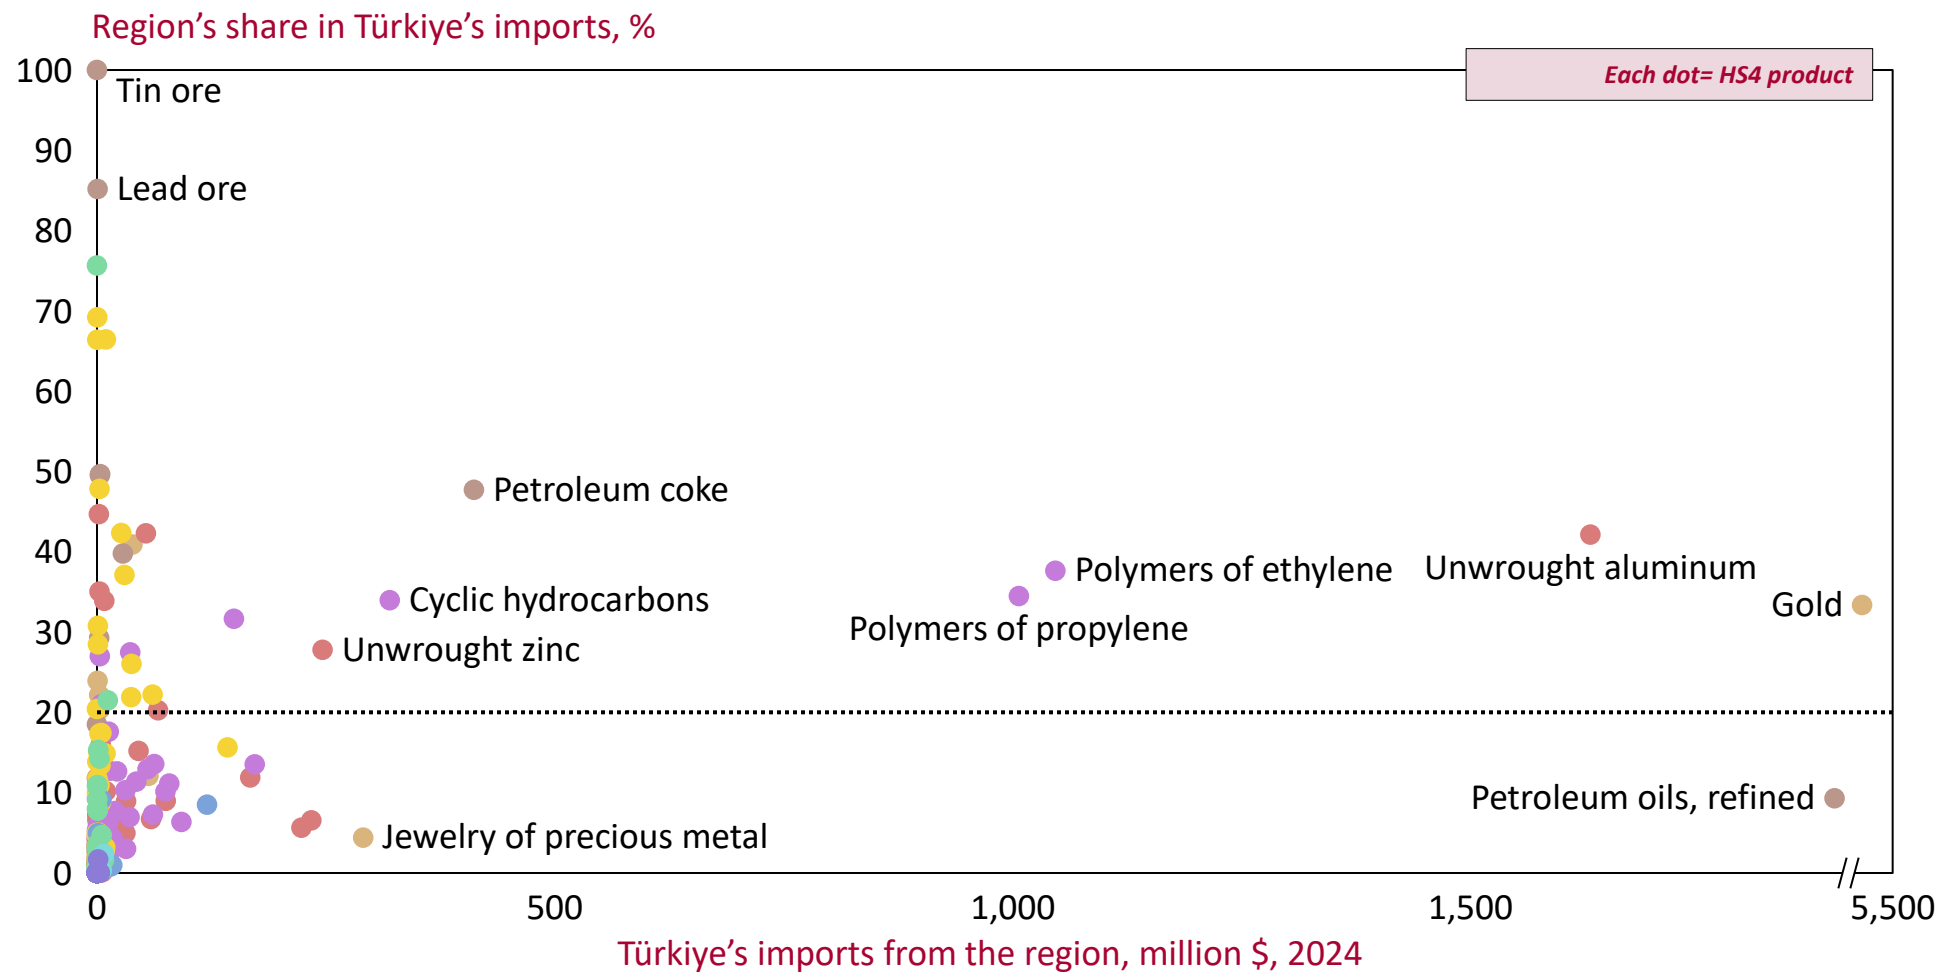 Region’s share in Türkiye’s imports, %
Each dot= HS4 product
100
90
80
70
60
50
40
30
20
10
0
Tin ore
Lead ore
Petroleum coke
Polymers of ethylene
Unwrought aluminum
Cyclic hydrocarbons
Gold
Polymers of propylene
Unwrought zinc
Petroleum oils, refined
Jewelry of precious metal
0
500
1,000
1,500
5,500
Türkiye’s imports from the region, million $, 2024